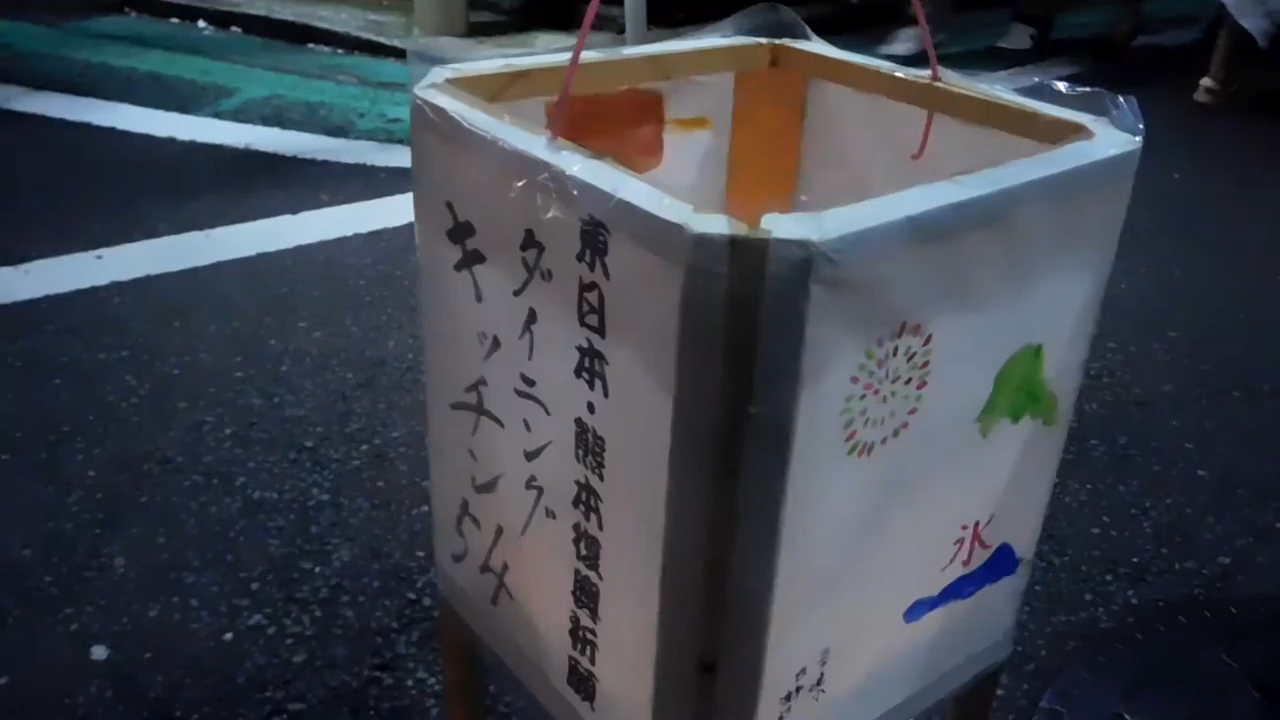 東日本・熊本復興祈願
ダイニング
キッチン54
氷